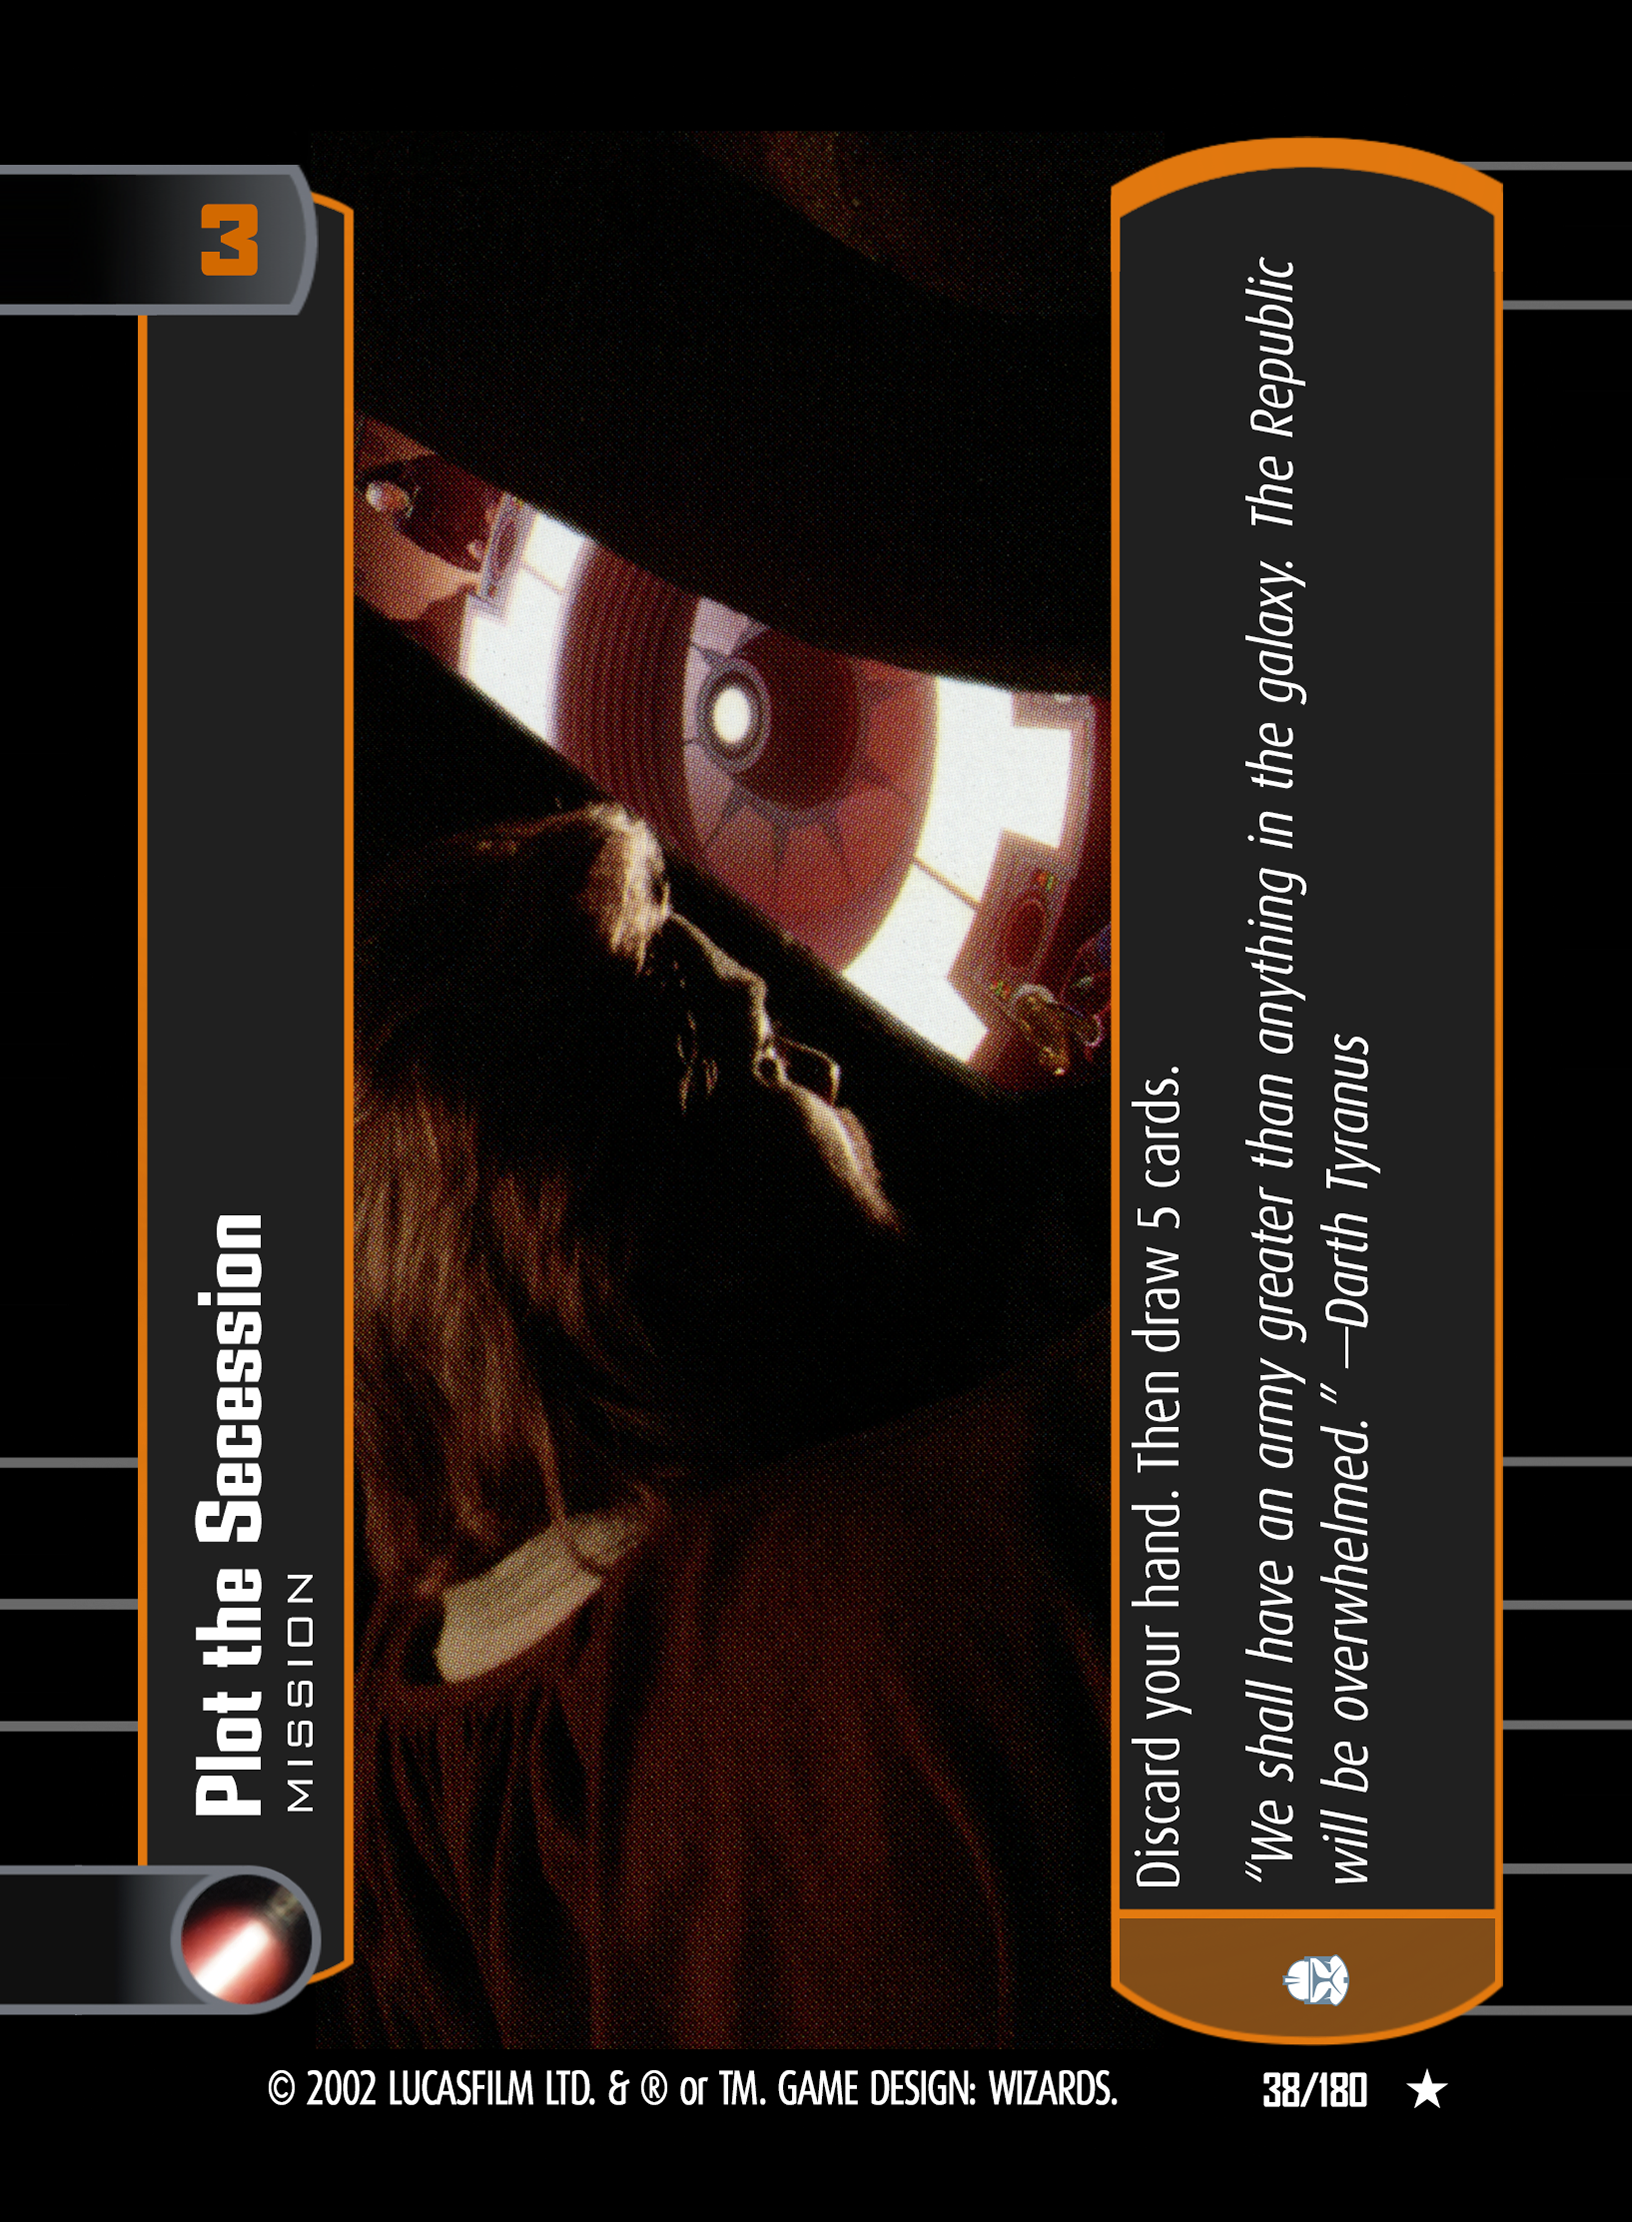 3
Plot the Secession
MISSION
Discard your hand. Then draw 5 cards.
“We shall have an army greater than anything in the galaxy. The Republic
will be overwhelmed.” —Darth Tyranus
© 2002 LUCASFILM LTD. & ® or TM. GAME DESIGN: WIZARDS.
38/180 ★